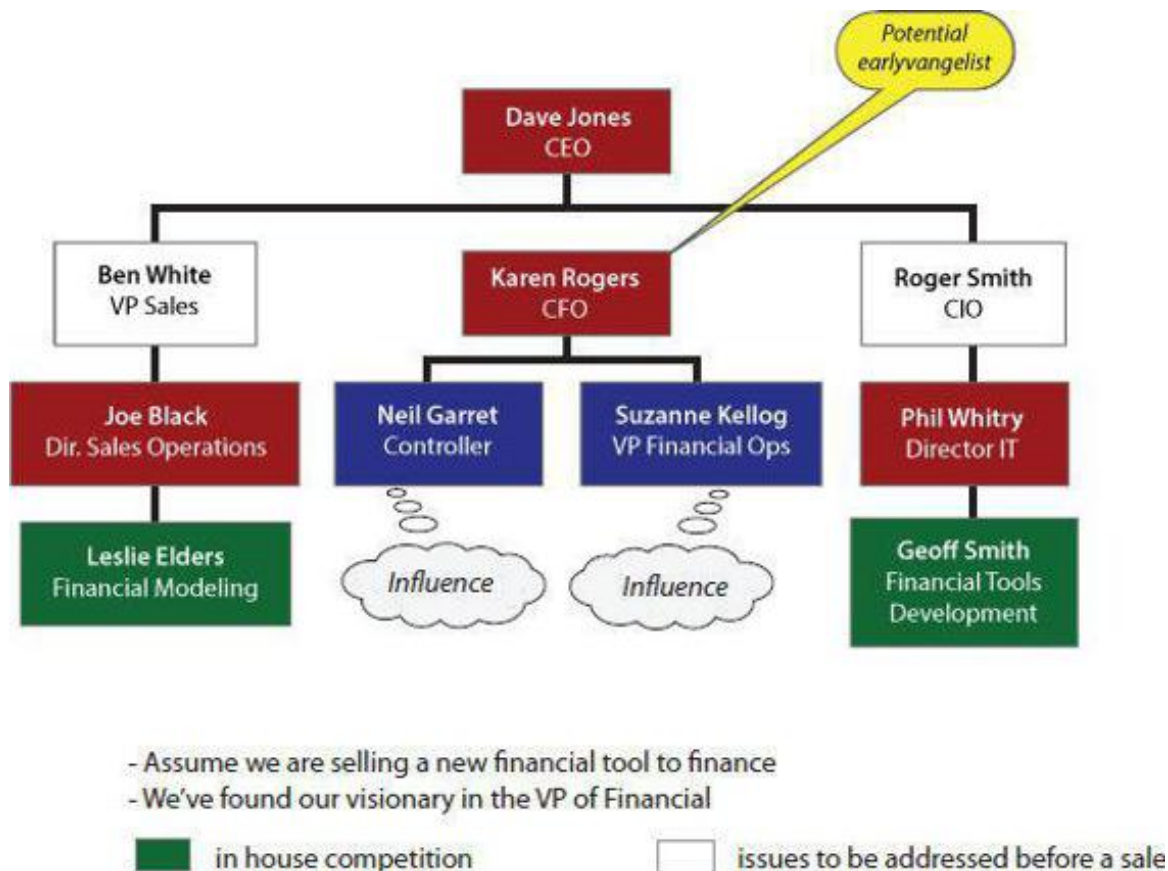 Potential
earlyvangelist
Dave Jones
CEO
Ben White
VP Sales
Karen Rogers
CFO
Roger Smith
CIO
Joe Black
Dir. Sales Operations
Neil Garret
Controller
Suzanne Kellog
VP Financial Ops
Phil Whitry
Director IT
Leslie Elders
Financial Modeling
Influence
Influence
Geoff Smith
Financial Tools
Development
- Assume we are selling a new financial tool to finance
- We've found our visionary in the VP of Financial
in house competition
issues to be addressed before a sale